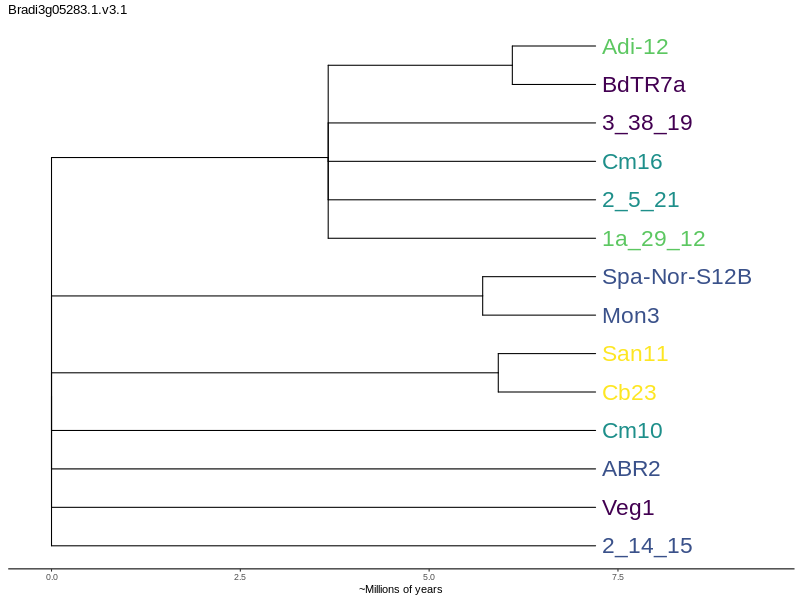 Bradi3g05283.1.v3.1
Adi-12
BdTR7a
3_38_19
Cm16
2_5_21
1a_29_12
Spa-Nor-S12B
Mon3
San11
Cb23
Cm10
ABR2
Veg1
2_14_15
0.0 2.5 5.0 7.5
~Millions of years